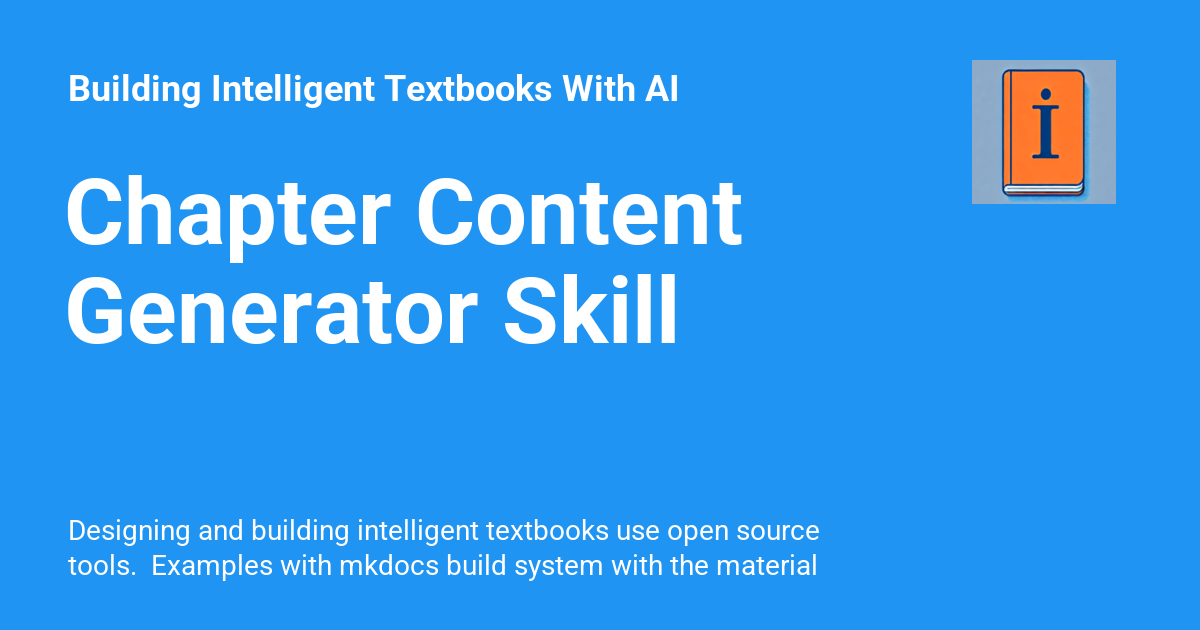 Building Intelligent Textbooks With AI
i
Chapter Content
Generator Skill
Designing and building intelligent textbooks use open source
tools.  Examples with mkdocs build system with the material